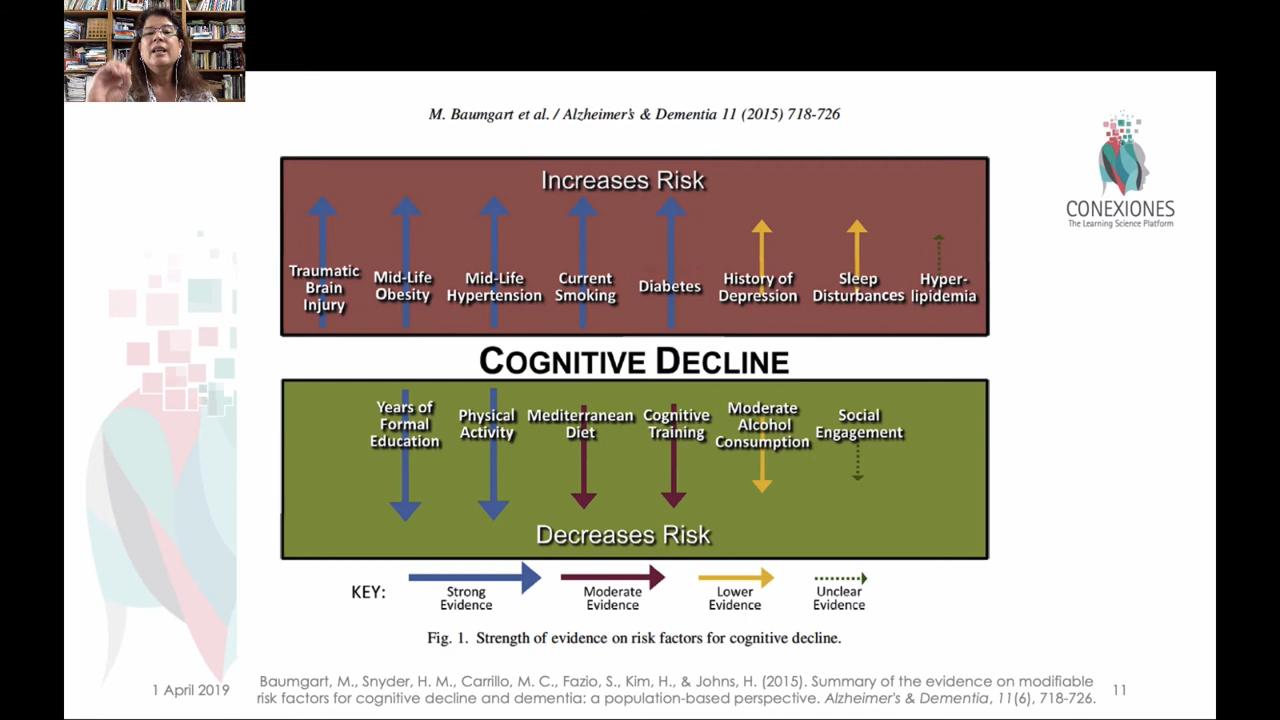 M. Baumgart et al. / Alzheimer's & Dementia 11 (2015) 718-726
CONEXIONES
The Learning Science Platform
Increases Risk
Traumatic
Brain
Injury
Mid-Life
Obesity
Mid-Life
Hypertension
Current
Smoking
Diabetes
History of
Depression
Sleep
Disturbances
Hyper-
lipidemia
COGNITIVE DECLINE
Years of
Formal
Education
Physical
Activity
Mediterranean
Diet
Cognitive
Training
Moderate
Alcohol
Consumption
Social
Engagement
Decreases Risk
KEY:
Strong
Evidence
Moderate
Evidence
Lower
Evidence
Unclear
Evidence
Fig. 1. Strength of evidence on risk factors for cognitive decline.
1 April 2019
Baumgart, M., Snyder, H. M., Carrillo, M. C., Fazio, S., Kim, H., & Johns, H. (2015). Summary of the evidence on modifiable
risk factors for cognitive decline and dementia: a population-based perspective. Alzheimer's & Dementia, 11(6), 718-726.
11